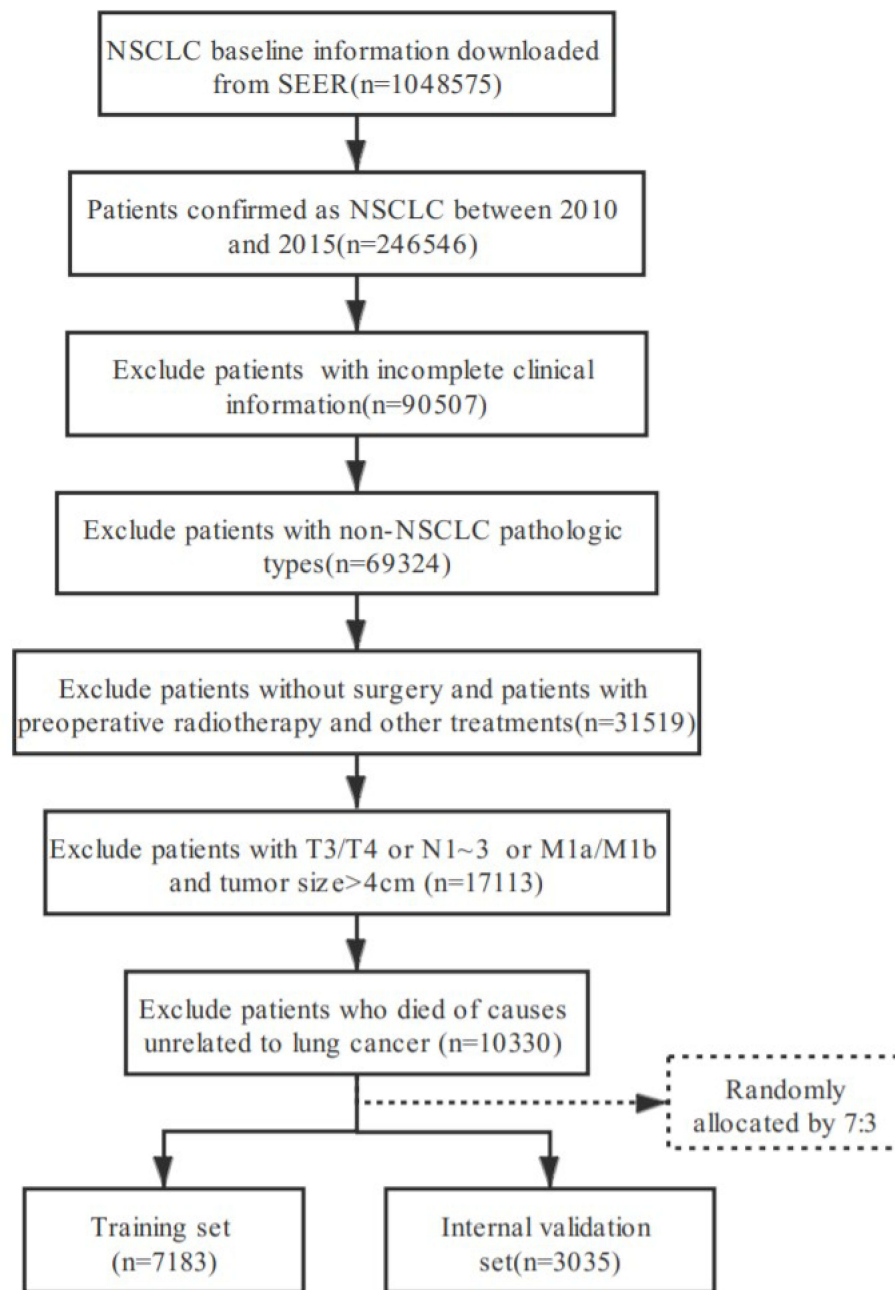 NSCLC baseline information downloaded
from SEER(n=1048575)
Patients confirmed as NSCLC between 2010
and 2015(n=246546)
Exclude patients with incomplete clinical
information(n=90507)
Exclude patients with non-NSCLC pathologic
types(n=69324)
Exclude patients without surgery and patients with
preoperative radiotherapy and other treatments(n=31519)
Exclude patients with T3/T4 or N1~3 or M1a/M1b
and tumor size>4cm (n=17113)
Exclude patients who died of causes
unrelated to lung cancer (n=10330)
Randomly
allocated by 7:3
Training set
(n=7183)
Internal validation
set(n=3035)